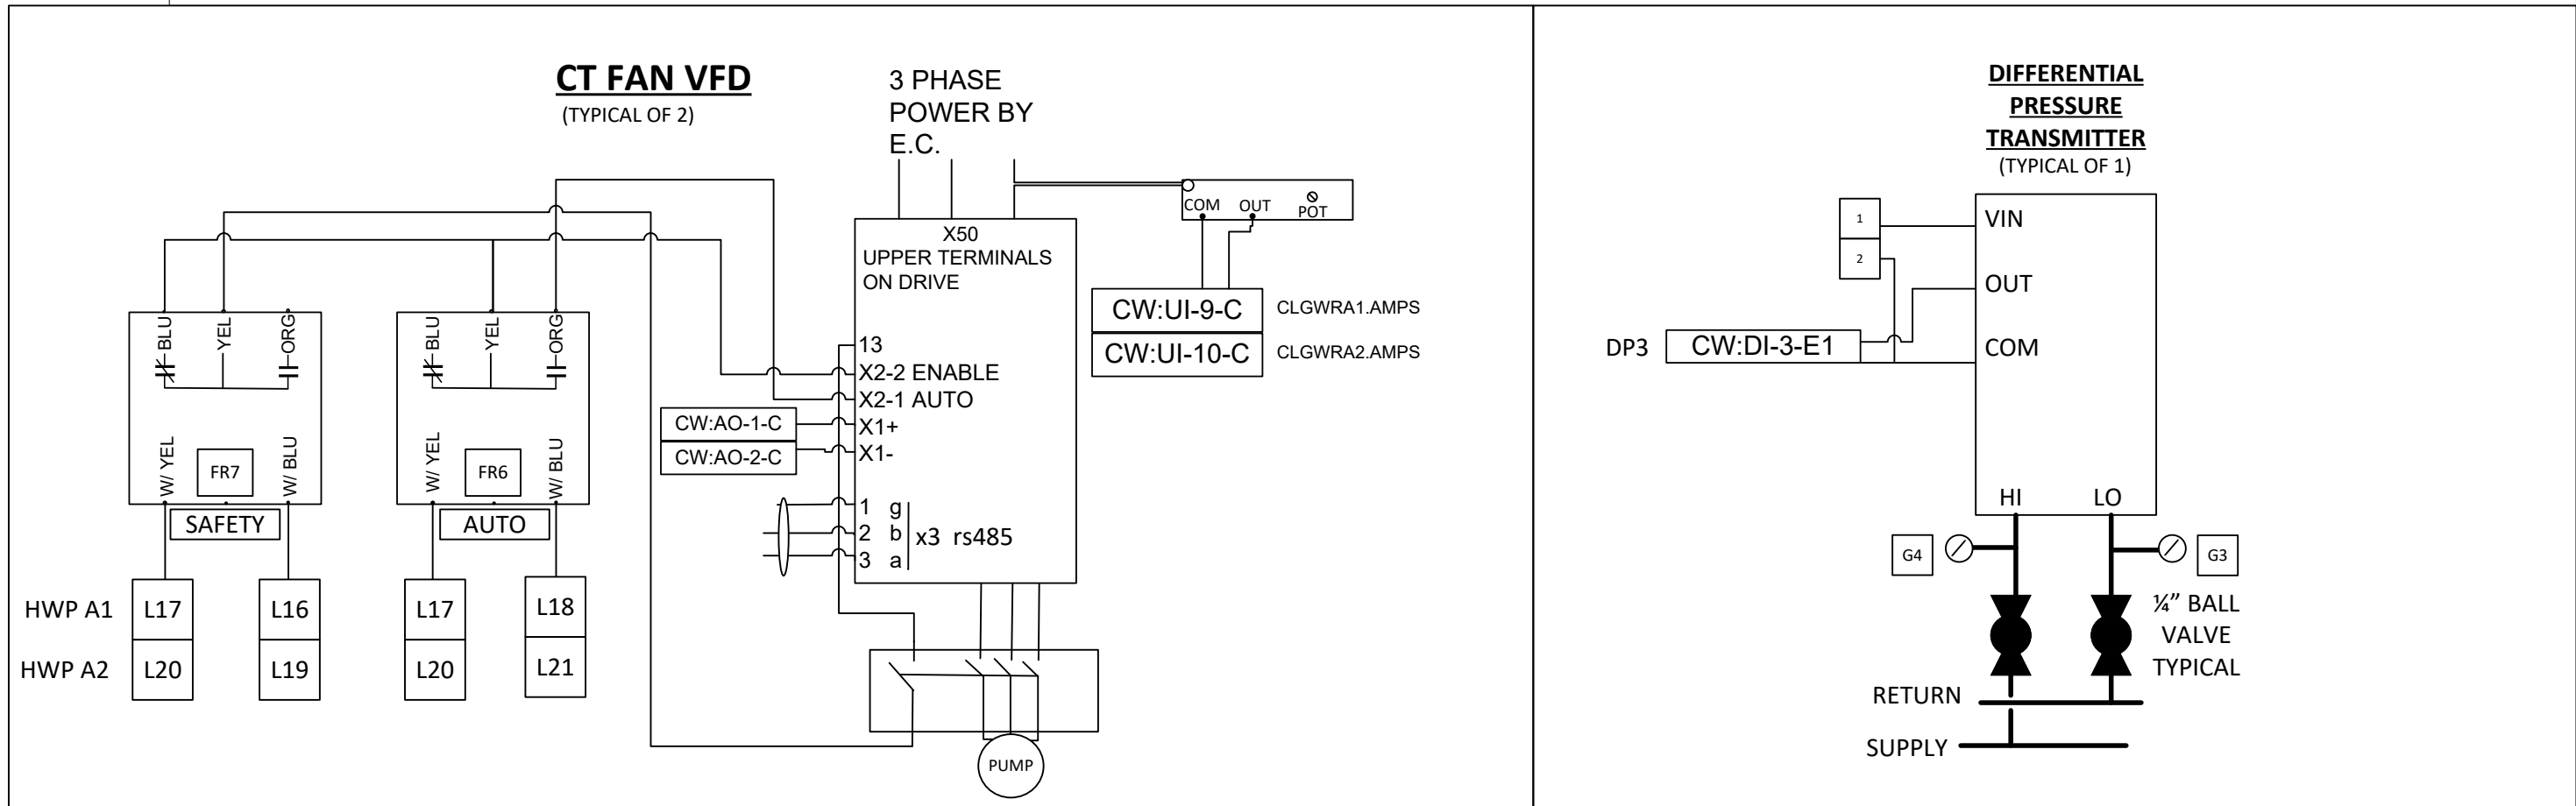 CT FAN VFD
(TYPICAL OF 2)
3 PHASE
POWER BY
E.C.
COM
OUT
POT
X50
UPPER TERMINALS
ON DRIVE
CW:UI-9-C
CLGWRA1.AMPS
CW:UI-10-C
CLGWRA2.AMPS
BLU
YEL
ORG
BLU
YEL
ORG
13
X2-2 ENABLE
X2-1 AUTO
X1+
X1-
CW:AO-1-C
CW:AO-2-C
W/ YEL
FR7
W/ BLU
W/ YEL
FR6
W/ BLU
SAFETY
AUTO
1 g
2 b
3 a
x3 rs485
HWP A1
L17
L16
L17
L18
HWP A2
L20
L19
L20
L21
PUMP
DIFFERENTIAL
PRESSURE
TRANSMITTER
(TYPICAL OF 1)
1
2
VIN
OUT
COM
DP3
CW:DI-3-E1
HI
LO
G4
G3
¼” BALL
VALVE
TYPICAL
RETURN
SUPPLY